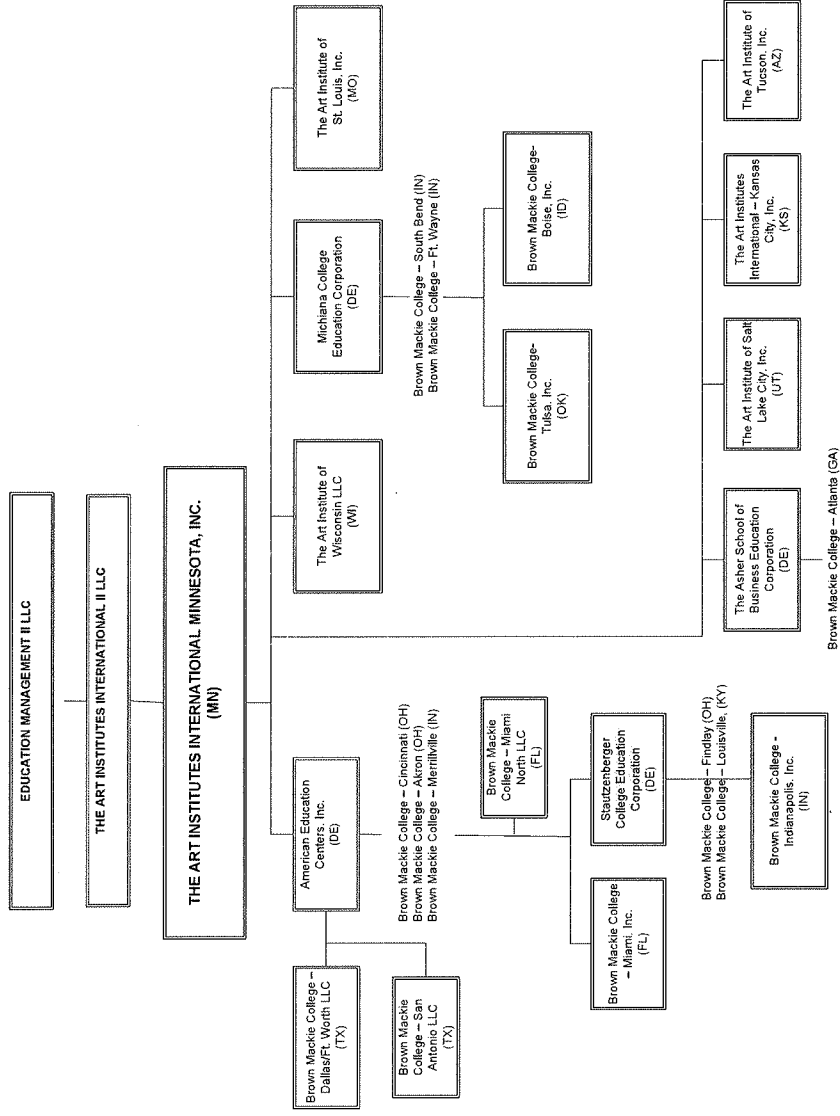 EDUCATION MANAGEMENT II LLC
THE ART INSTITUTES INTERNATIONAL II LLC
THE ART INSTITUTES INTERNATIONAL MINNESOTA, INC.
(MN)
American Education
Centers, Inc.
(DE)
The Art Institute of
Wisconsin LLC
(WI)
Michiana College
Education Corporation
(DE)
The Art Institute of
St. Louis, Inc.
(MO)
Brown Mackie College –
Dallas/Ft. Worth LLC
(TX)
Brown Mackie
College – San
Antonio LLC
(TX)
Brown Mackie College – Cincinnati (OH)
Brown Mackie College – Akron (OH)
Brown Mackie College – Merrillville (IN)
Brown Mackie
College – Miami
North LLC
(FL)
Brown Mackie College
– Miami, Inc.
(FL)
Stautzenberger
College Education
Corporation
(DE)
Brown Mackie College – Findlay (OH)
Brown Mackie College – Louisville, (KY)
Brown Mackie College -
Indianapolis, Inc.
(IN)
Brown Mackie College – South Bend (IN)
Brown Mackie College – Ft. Wayne (IN)
Brown Mackie College-
Tulsa, Inc.
(OK)
Brown Mackie College-
Boise, Inc.
(ID)
The Asher School of
Business Education
Corporation
(DE)
Brown Mackie College – Atlanta (GA)
The Art Institute of Salt
Lake City, Inc.
(UT)
The Art Institutes
International – Kansas
City, Inc.
(KS)
The Art Institute of
Tucson, Inc.
(AZ)